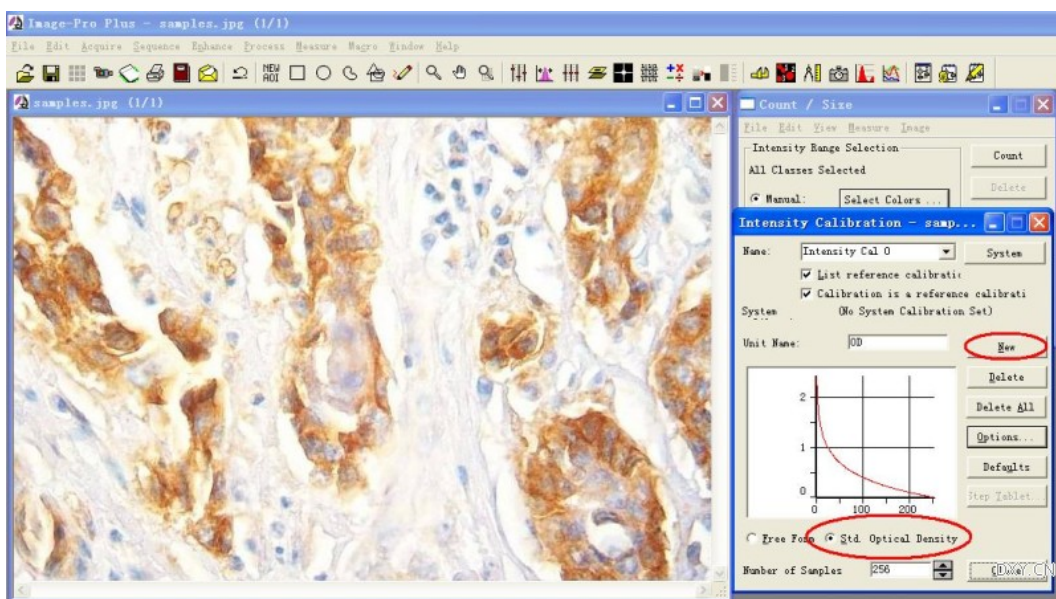 Image-Pro Plus - samples.jpg (1/1)
File Edit Acquire Sequence Enhance Process Measure Macro Window Help
NEW
AOI
samples.jpg (1/1)
Count / Size
File Edit View Measure Image
Intensity Range Selection
Count
All Classes Selected
Delete
Manual:
Select Colors ...
Intensity Calibration - samp...
Name:
Intensity Cal 0
System
List reference calibratic
Calibration is a reference calibrati
System
(No System Calibration Set)
Unit Name:
OD
New
Delete
2
Delete All
1
Options...
Defaults
0
Step Tablet...
0 100 200
Free Form
Std. Optical Density
Number of Samples
256
DXY.CN